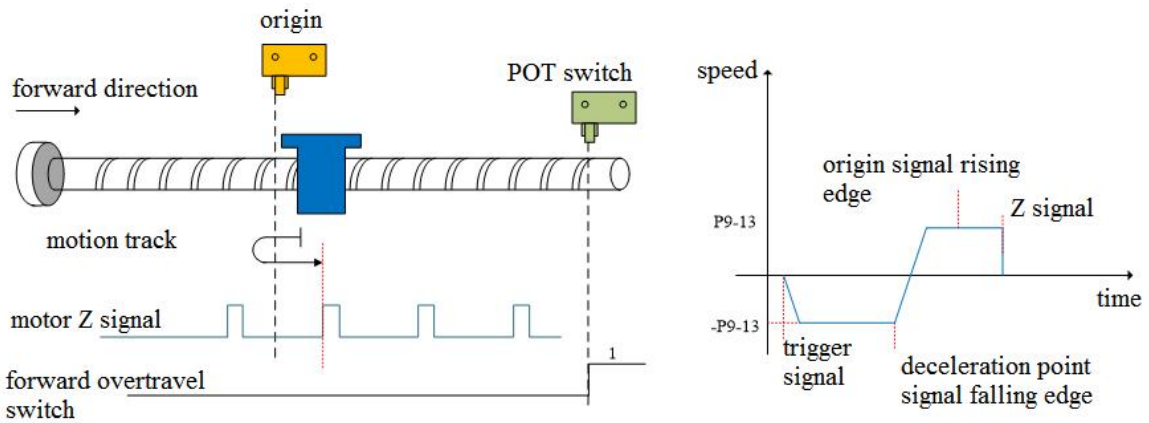 origin
POT switch
forward direction
motion track
motor Z signal
forward overtravel
switch
1
speed
origin signal rising
edge
Z signal
P9-13
time
-P9-13
trigger
signal
deceleration point
signal falling edge